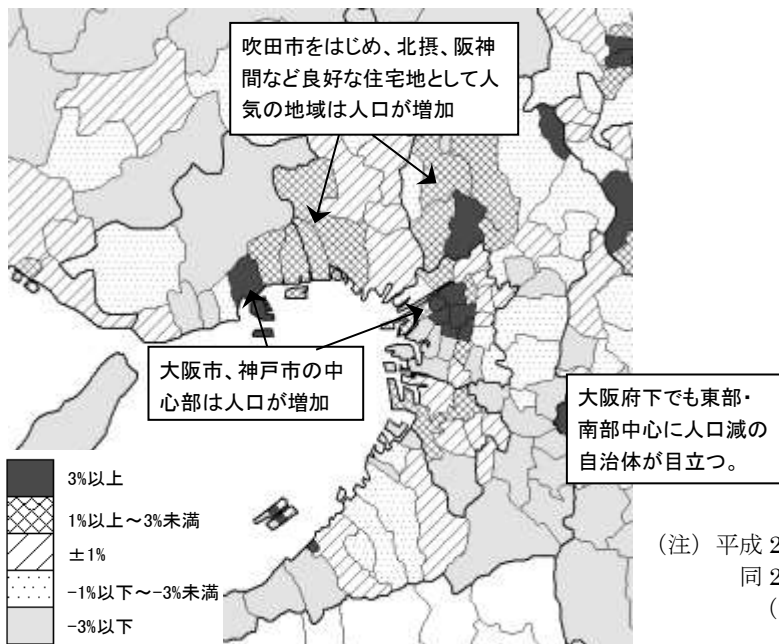 吹田市をはじめ、北摂、阪神
間など良好な住宅地として人
気の地域は人口が増加
大阪市、神戸市の中
心部は人口が増加
大阪府下でも東部・
南部中心に人口減の
自治体が目立つ。
3%以上
1%以上～3%未満
±1%
-1%以下～-3%未満
-3%以下
(注) 平成 2
同 2
(